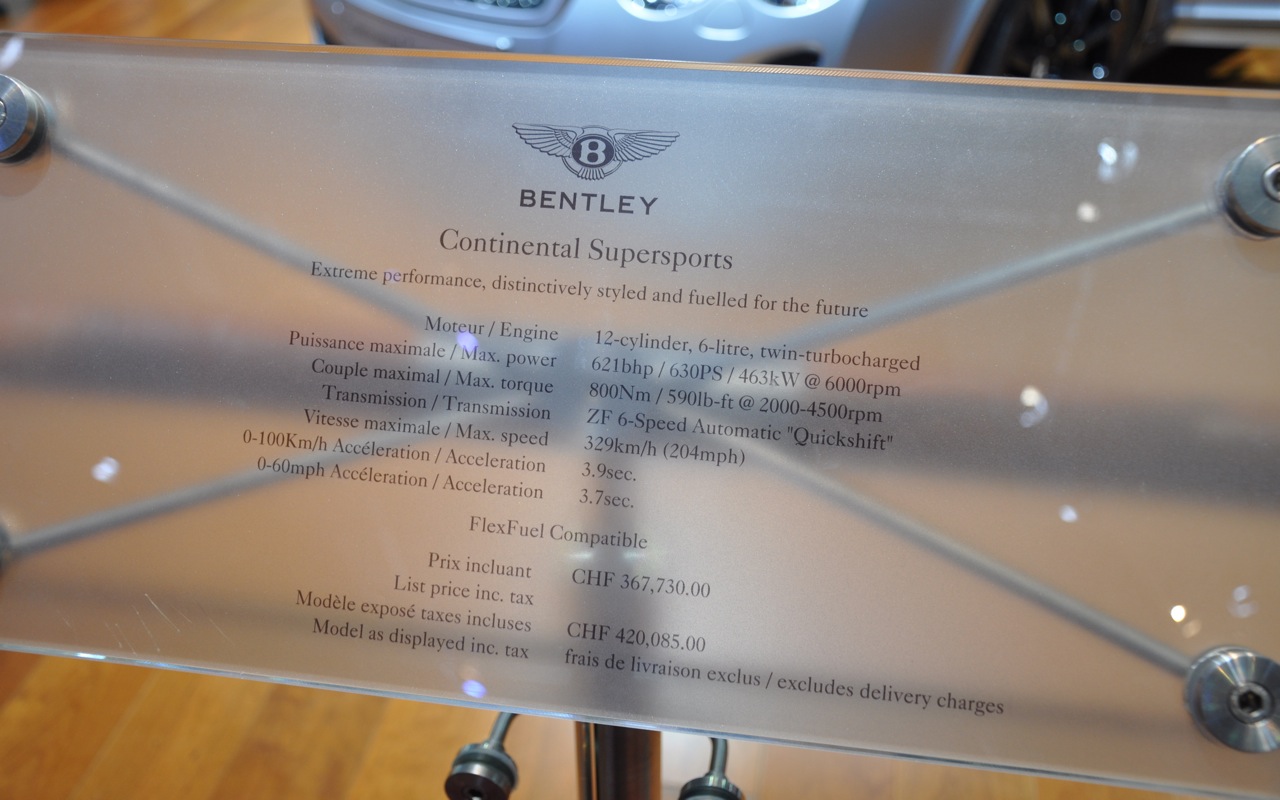 B
BENTLEY
Continental Supersports
Extreme performance, distinctively styled and fuelled for the future
Moteur / Engine 12-cylinder, 6-litre, twin-turbocharged
Puissance maximale / Max. power 621bhp / 630PS / 463kW @ 6000rpm
Couple maximal / Max. torque 800Nm / 590lb-ft @ 2000-4500rpm
Transmission / Transmission ZF 6-Speed Automatic "Quickshift"
Vitesse maximale / Max. speed 329km/h (204mph)
0-100Km/h Accéleration / Acceleration 3.9sec.
0-60mph Accéleration / Acceleration 3.7sec.
FlexFuel Compatible
Prix incluant CHF 367,730.00
List price inc. tax
Modèle exposé taxes incluses CHF 420,085.00
Model as displayed inc. tax frais de livraison exclus / excludes delivery charges